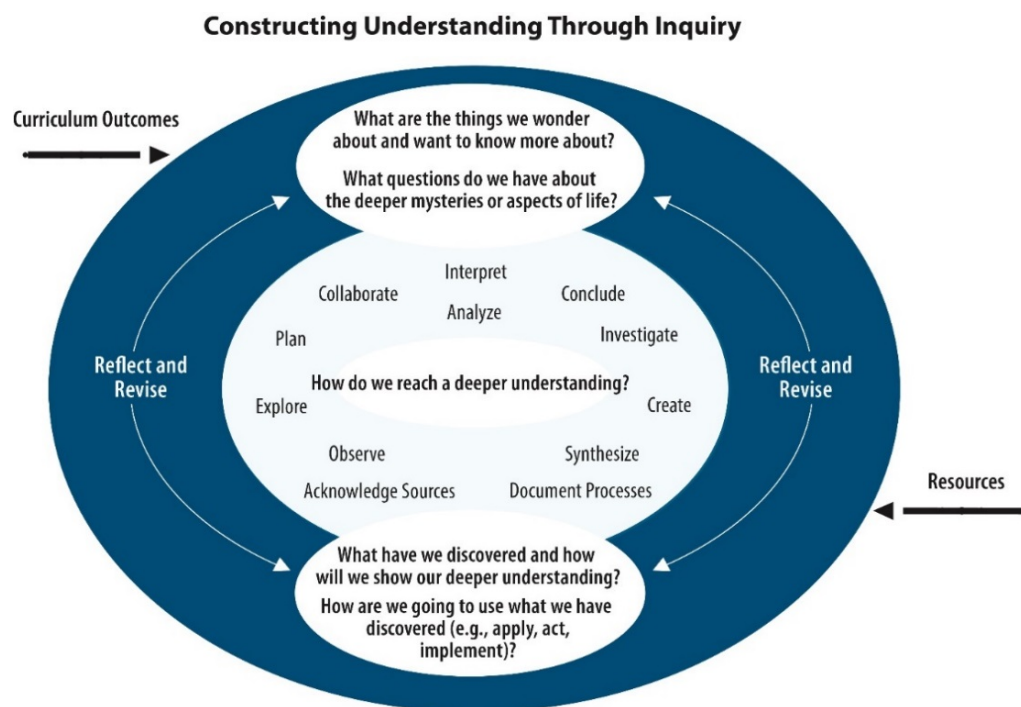 Constructing Understanding Through Inquiry
Curriculum Outcomes
What are the things we wonder
about and want to know more about?
What questions do we have about
the deeper mysteries or aspects of life?
Interpret
Collaborate
Conclude
Analyze
Plan
Investigate
Reflect and
Revise
How do we reach a deeper understanding?
Reflect and
Revise
Explore
Create
Observe
Synthesize
Acknowledge Sources
Document Processes
Resources
What have we discovered and how
will we show our deeper understanding?
How are we going to use what we have
discovered (e.g., apply, act,
implement)?